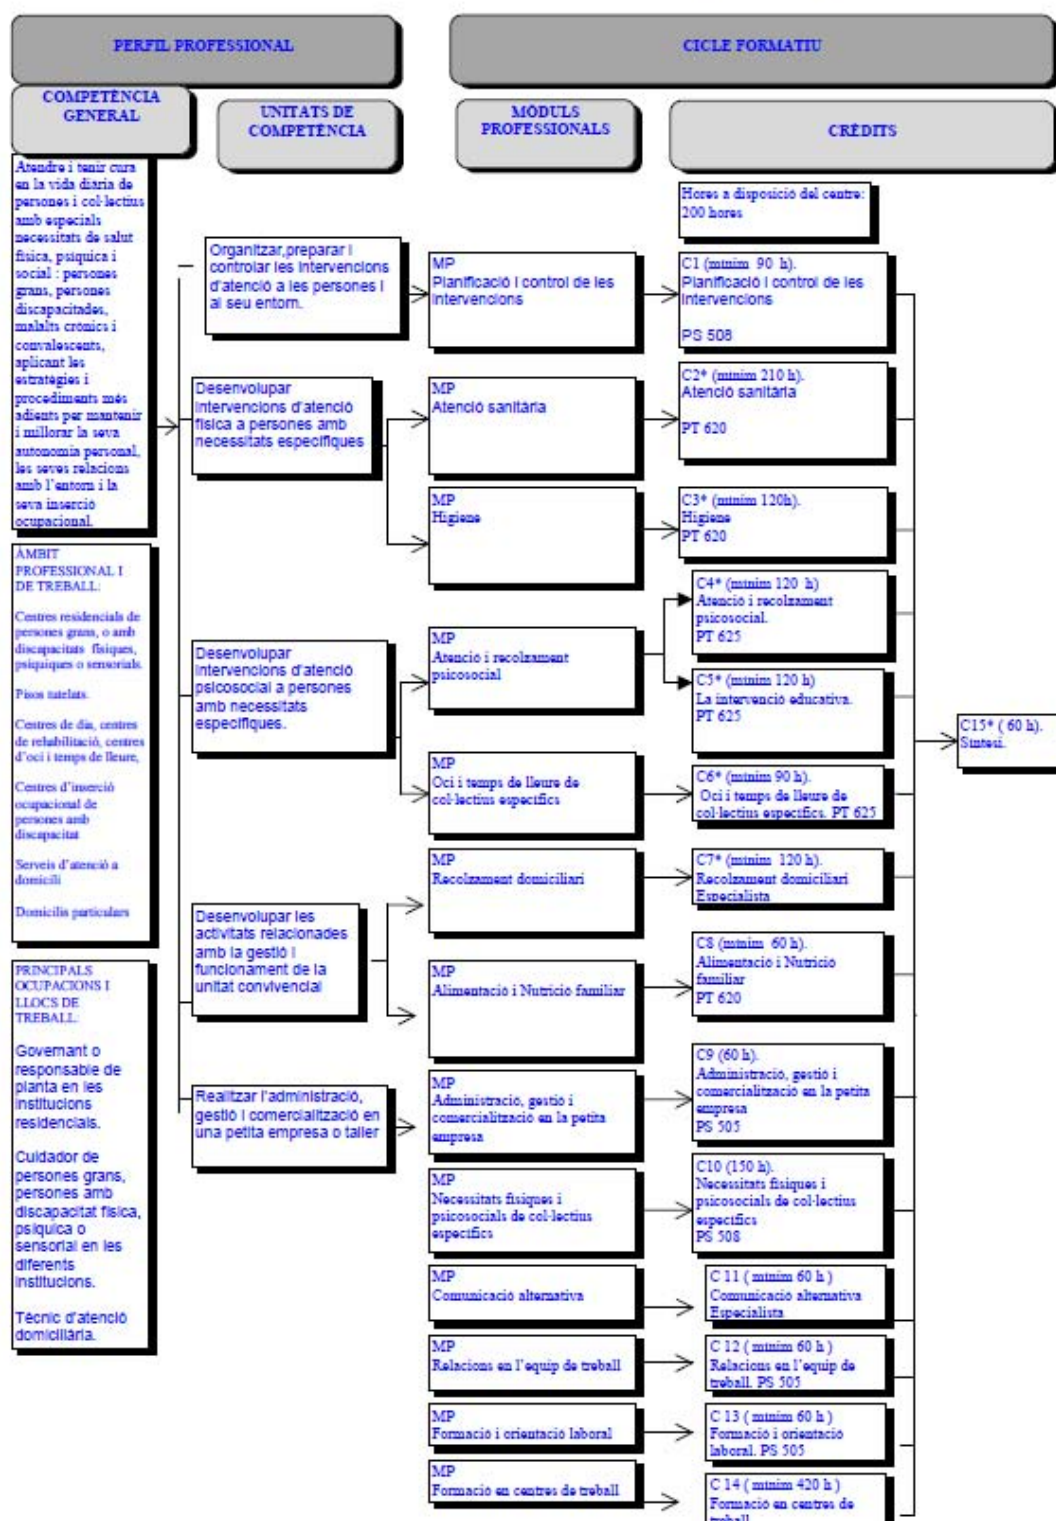 PERFIL PROFESSIONAL
CICLE FORMATIU
COMPETÈNCIA
GENERAL
UNITATS DE
COMPETÈNCIA
MÒDULS
PROFESSIONALS
CRÈDITS
Atendre i tenir cura
en la vida diària de
persones i col·lectius
amb especials
necessitats de salut
física, psíquica i
social : persones
grans, persones
discapacitades,
malalts crònics i
convalescents,
aplicant les
estratègies i
procediments més
adients per mantenir
i millorar la seva
autonomia personal,
les seves relacions
amb l'entorn i la
seva inserció
ocupacional.
ÀMBIT
PROFESSIONAL I
DE TREBALL:
Centres residencials de
persones grans, o amb
discapacitats físiques,
psíquiques o sensorials.
Pisos tutelats.
Centres de dia, centres
de rehabilitació, centres
d'oci i temps de lleure,
Centres d'inserció
ocupacional de
persones amb
discapacitat
Serveis d'atenció a
domicili
Domicilis particulars
PRINCIPALS
OCUPACIONS I
LLOCS DE
TREBALL:
Governant o
responsable de
planta en les
institucions
residencials.
Cuidador de
persones grans,
persones amb
discapacitat física,
psíquica o
sensorial en les
diferents
institucions.
Tècnic d'atenció
domiciliària.
Organitzar,preparar i
controlar les intervencions
d'atenció a les persones i
al seu entorn.
Desenvolupar
intervencions d'atenció
física a persones amb
necessitats específiques
Desenvolupar
intervencions d'atenció
psicosocial a persones
amb necessitats
específiques.
Desenvolupar les
activitats relacionades
amb la gestió i
funcionament de la
unitat convivencial
Realitzar l'administració,
gestió i comercialització en
una petita empresa o taller
MP
Planificació i control de les
intervencions
MP
Atenció sanitària
MP
Higiene
MP
Atenció i recolzament
psicosocial
MP
Oci i temps de lleure de
col·lectius específics
MP
Recolzament domiciliari
MP
Alimentació i Nutrició familiar
MP
Administració, gestió i
comercialització en la petita
empresa
MP
Necessitats físiques i
psicosocials de col·lectius
específics
MP
Comunicació alternativa
MP
Relacions en l'equip de treball
MP
Formació i orientació laboral
MP
Formació en centres de treball
Hores a disposició del centre:
200 hores
C1 (mínim 90 h).
Planificació i control de les
intervencions
PS 508
C2* (mínim 210 h).
Atenció sanitària
PT 620
C3* (mínim 120h).
Higiene
PT 620
C4* (mínim 120 h)
Atenció i recolzament
psicosocial.
PT 625
C5* (mínim 120 h)
La intervenció educativa.
PT 625
C6* (mínim 90 h).
Oci i temps de lleure de
col·lectius específics. PT 625
C7* (mínim 120 h).
Recolzament domiciliari
Especialista
C8 (mínim 60 h).
Alimentació i Nutrició
familiar
PT 620
C9 (60 h).
Administració, gestió i
comercialització en la petita
empresa
PS 505
C10 (150 h).
Necessitats físiques i
psicosocials de col·lectius
específics
PS 508
C 11 ( mínim 60 h )
Comunicació alternativa
Especialista
C 12 ( mínim 60 h )
Relacions en l'equip de
treball. PS 505
C 13 ( mínim 60 h )
Formació i orientació
laboral. PS 505
C 14 ( mínim 420 h )
Formació en centres de
treball
C15* ( 60 h).
Síntesi.